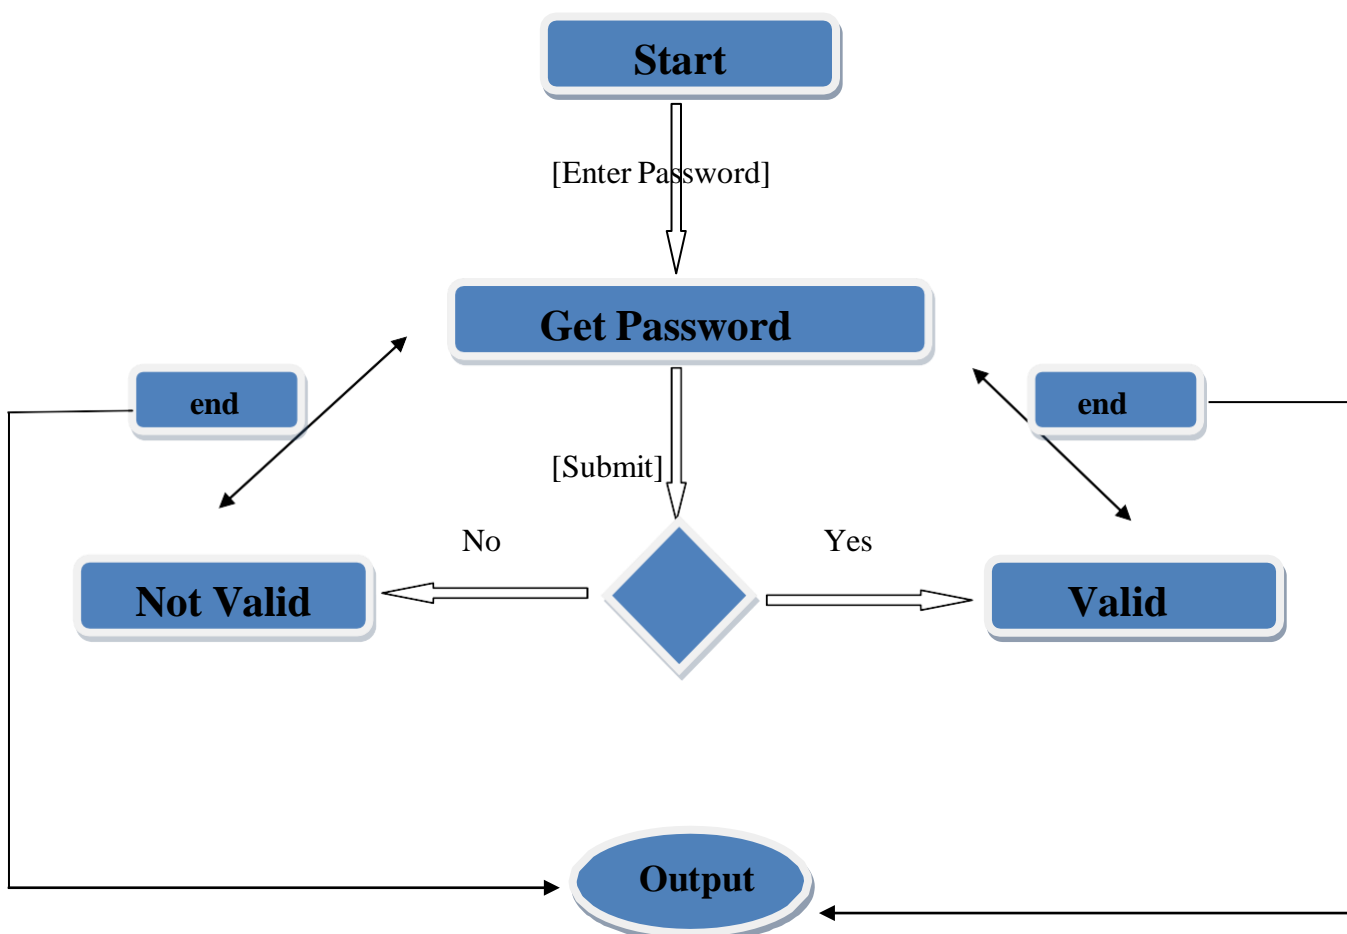 Start
[Enter Password]
Get Password
end
end
[Submit]
No
Yes
Not Valid
Valid
Output